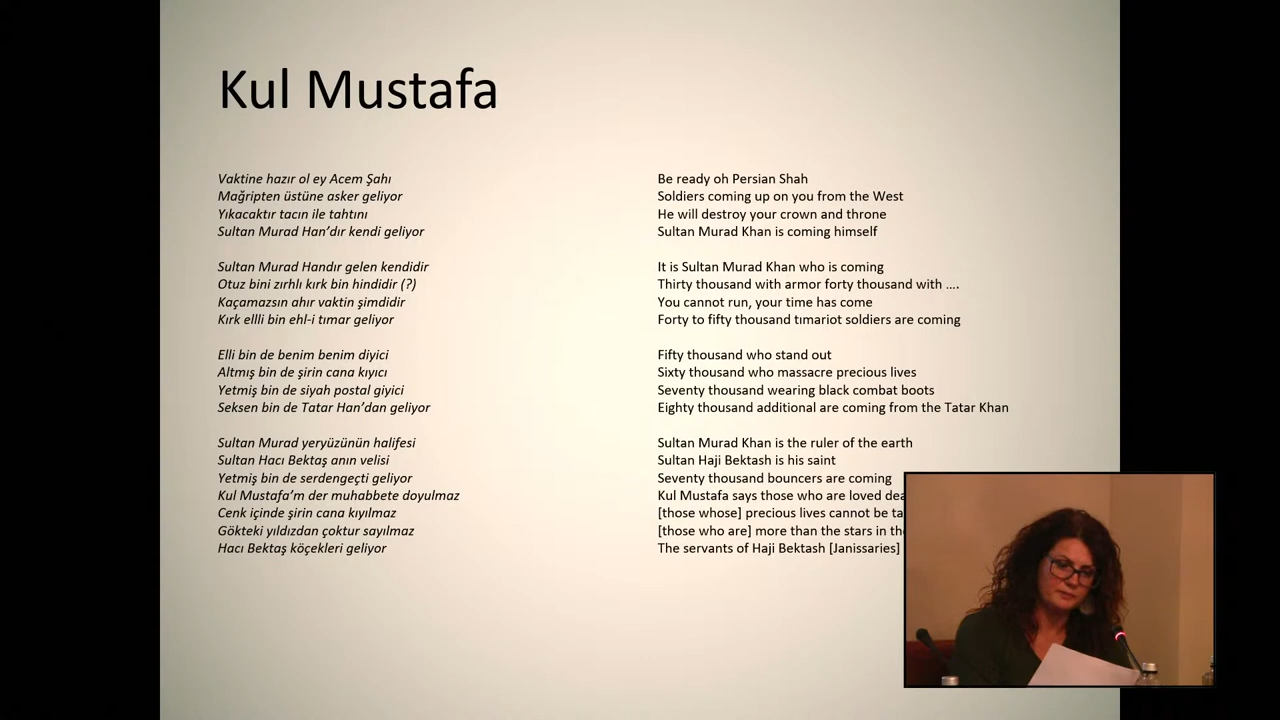 Kul Mustafa
Vaktine hazır ol ey Acem Şahı
Mağripten üstüne asker geliyor
Yıkacaktır tacın ile tahtını
Sultan Murad Han’dır kendi geliyor
Sultan Murad Handır gelen kendidir
Otuz bini zırhlı kırk bin hindidir (?)
Kaçamazsın ahır vaktin şimdidir
Kırk ellli bin ehl-i tımar geliyor
Elli bin de benim benim diyici
Altmış bin de şirin cana kıyıcı
Yetmiş bin de siyah postal giyici
Seksen bin de Tatar Han’dan geliyor
Sultan Murad yeryüzünün halifesi
Sultan Hacı Bektaş anın velisi
Yetmiş bin de serdengeçti geliyor
Kul Mustafa’m der muhabbete doyulmaz
Cenk içinde şirin cana kıyılmaz
Gökteki yıldızdan çoktur sayılmaz
Hacı Bektaş köçekleri geliyor
Be ready oh Persian Shah
Soldiers coming up on you from the West
He will destroy your crown and throne
Sultan Murad Khan is coming himself
It is Sultan Murad Khan who is coming
Thirty thousand with armor forty thousand with ....
You cannot run, your time has come
Forty to fifty thousand tımariot soldiers are coming
Fifty thousand who stand out
Sixty thousand who massacre precious lives
Seventy thousand wearing black combat boots
Eighty thousand additional are coming from the Tatar Khan
Sultan Murad Khan is the ruler of the earth
Sultan Haji Bektash is his saint
Seventy thousand bouncers are coming
Kul Mustafa says those who are loved
[those whose] precious lives cannot be
[those who are] more than the stars in
The servants of Haji Bektash [Janissaries]